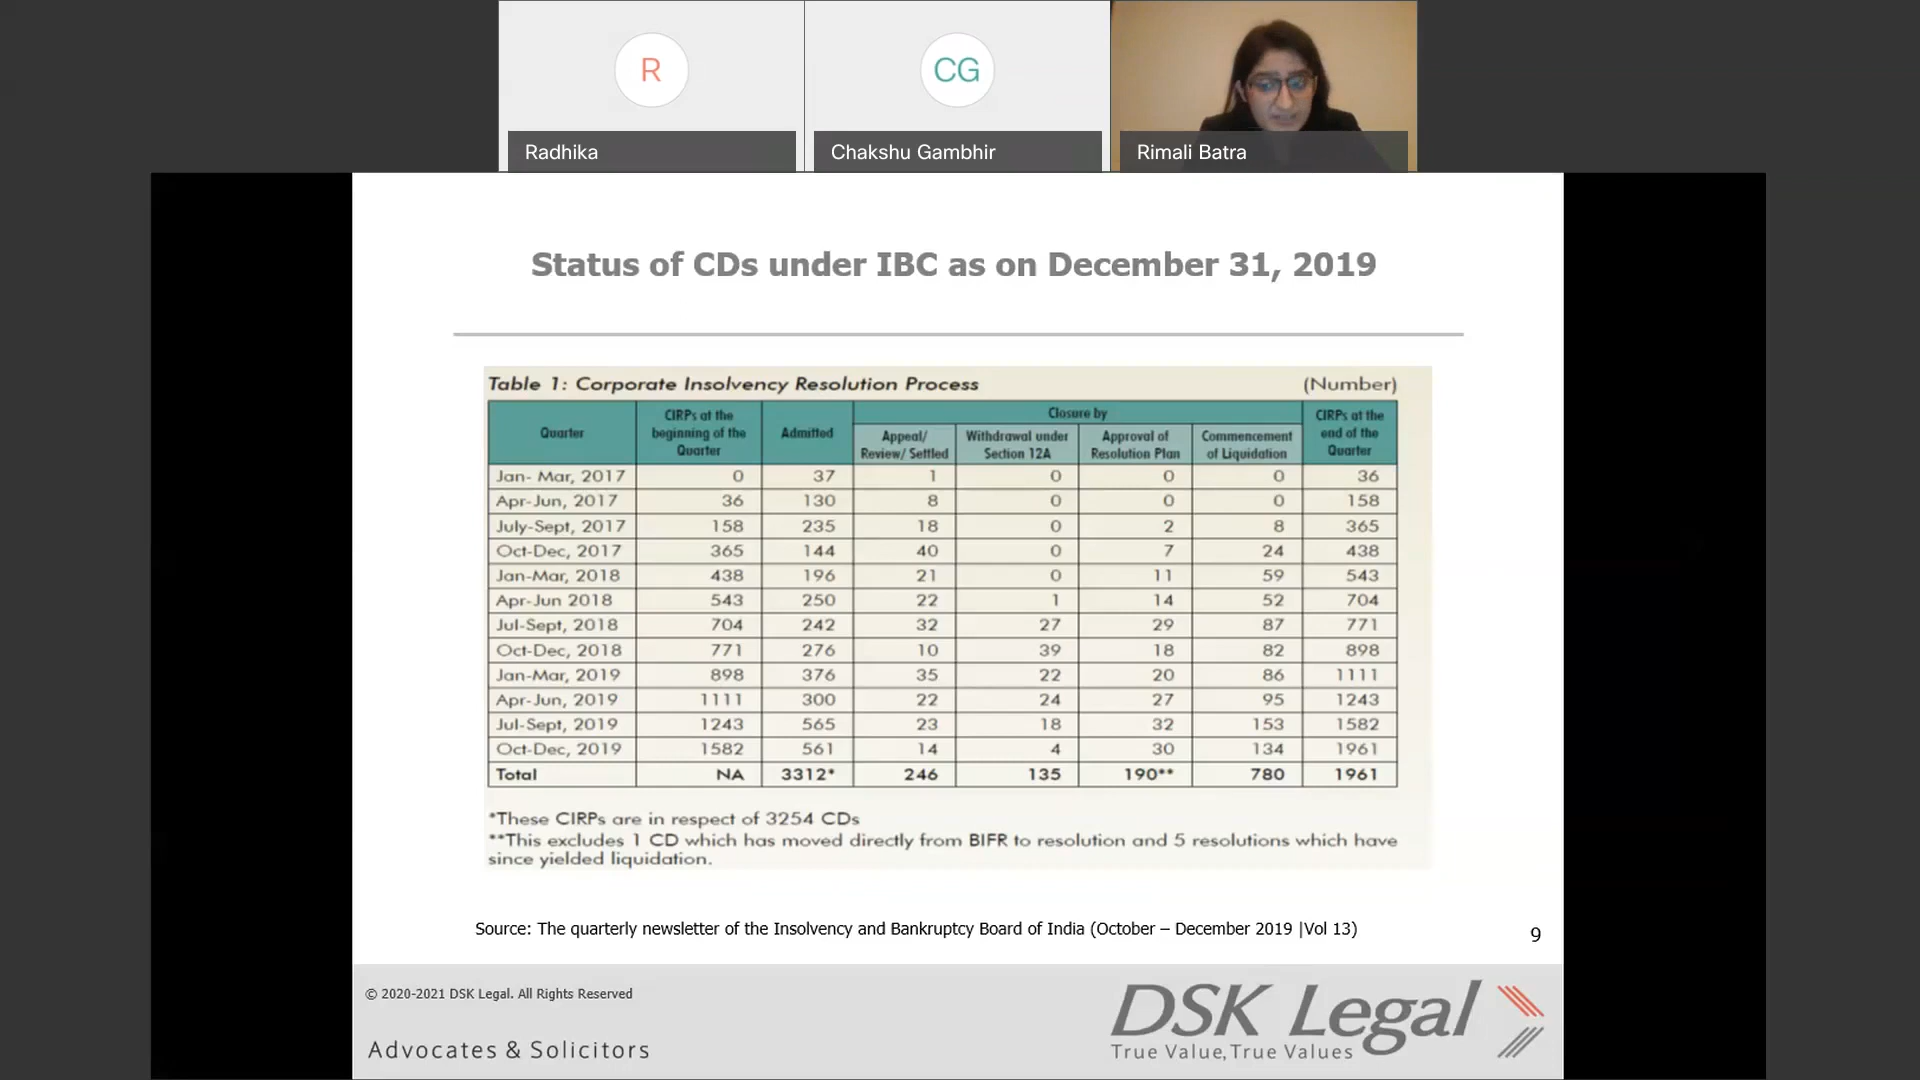 R
CG
Radhika
Chakshu Gambhir
Rimali Batra
Status of CDs under IBC as on December 31, 2019
Table 1: Corporate Insolvency Resolution Process (Number)
Quarter CIRPs at the beginning of the Quarter Admitted Closure by CIRPs at the end of the Quarter
Appeal/ Review/ Settled Withdrawal under Section 12A Approval of Resolution Plan Commencement of Liquidation
Jan- Mar, 2017 0 37 1 0 0 0 36
Apr-Jun, 2017 36 130 8 0 0 0 158
July-Sept, 2017 158 235 18 0 2 8 365
Oct-Dec, 2017 365 144 40 0 7 24 438
Jan-Mar, 2018 438 196 21 0 11 59 543
Apr-Jun 2018 543 250 22 1 14 52 704
Jul-Sept, 2018 704 242 32 27 29 87 771
Oct-Dec, 2018 771 276 10 39 18 82 898
Jan-Mar, 2019 898 376 35 22 20 86 1111
Apr-Jun, 2019 1111 300 22 24 27 95 1243
Jul-Sept, 2019 1243 565 23 18 32 153 1582
Oct-Dec, 2019 1582 561 14 4 30 134 1961
Total NA 3312* 246 135 190** 780 1961
*These CIRPs are in respect of 3254 CDs
**This excludes 1 CD which has moved directly from BIFR to resolution and 5 resolutions which have
since yielded liquidation.
Source: The quarterly newsletter of the Insolvency and Bankruptcy Board of India (October – December 2019 |Vol 13)
9
© 2020-2021 DSK Legal. All Rights Reserved
Advocates & Solicitors
DSK Legal
True Value, True Values